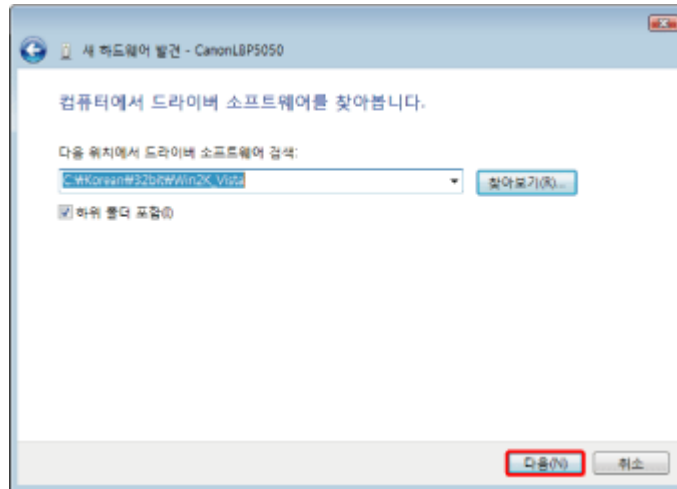 새 하드웨어 발견 - CanonLBP5050
컴퓨터에서 드라이버 소프트웨어를 찾아봅니다.
다음 위치에서 드라이버 소프트웨어 검색:
C:₩Korean₩32bit₩Win2K_Vista
찾아보기(R)...
하위 폴더 포함(I)
다음(N)
취소